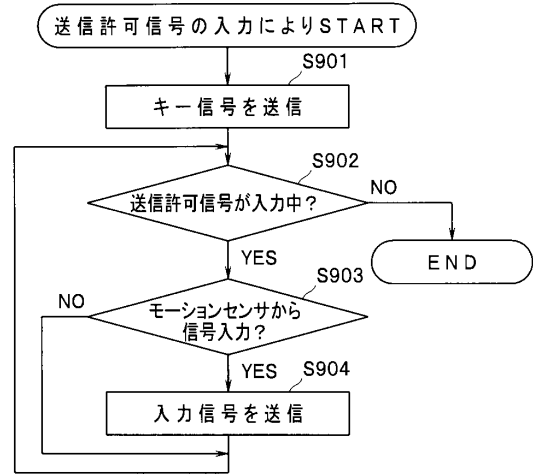 送信許可信号の入力によりSTART
S901
キー信号を送信
S902
送信許可信号が入力中？
NO
YES
END
S903
NO
モーションセンサから
信号入力？
YES
S904
入力信号を送信